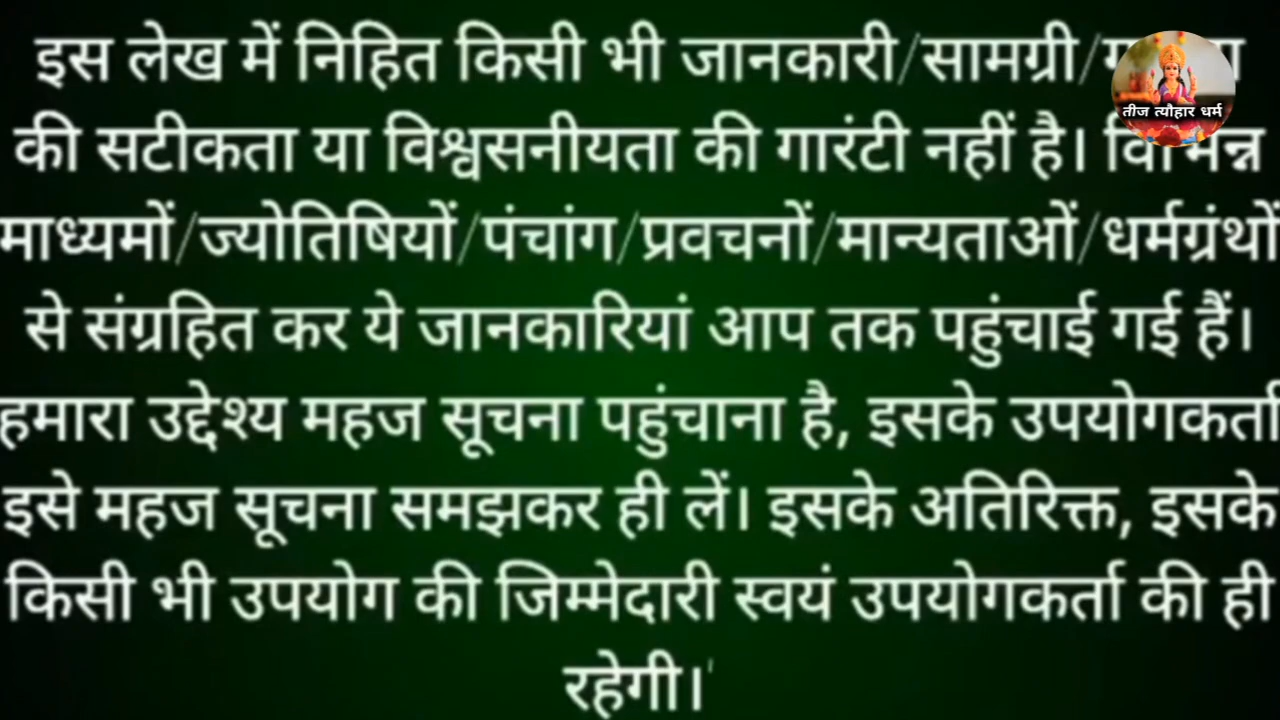 इस लेख में निहित किसी भी जानकारी/सामग्री/
की सटीकता या विश्वसनीयता की गारंटी नहीं है। विभिन्न
माध्यमों/ज्योतिषियों/पंचांग/प्रवचनों/मान्यताओं/धर्मग्रंथों
से संग्रहित कर ये जानकारियां आप तक पहुंचाई गई हैं।
हमारा उद्देश्य महज सूचना पहुंचाना है, इसके उपयोगकर्ता
इसे महज सूचना समझकर ही लें। इसके अतिरिक्त, इसके
किसी भी उपयोग की जिम्मेदारी स्वयं उपयोगकर्ता की ही
रहेगी।'
तीज त्यौहार धर्म